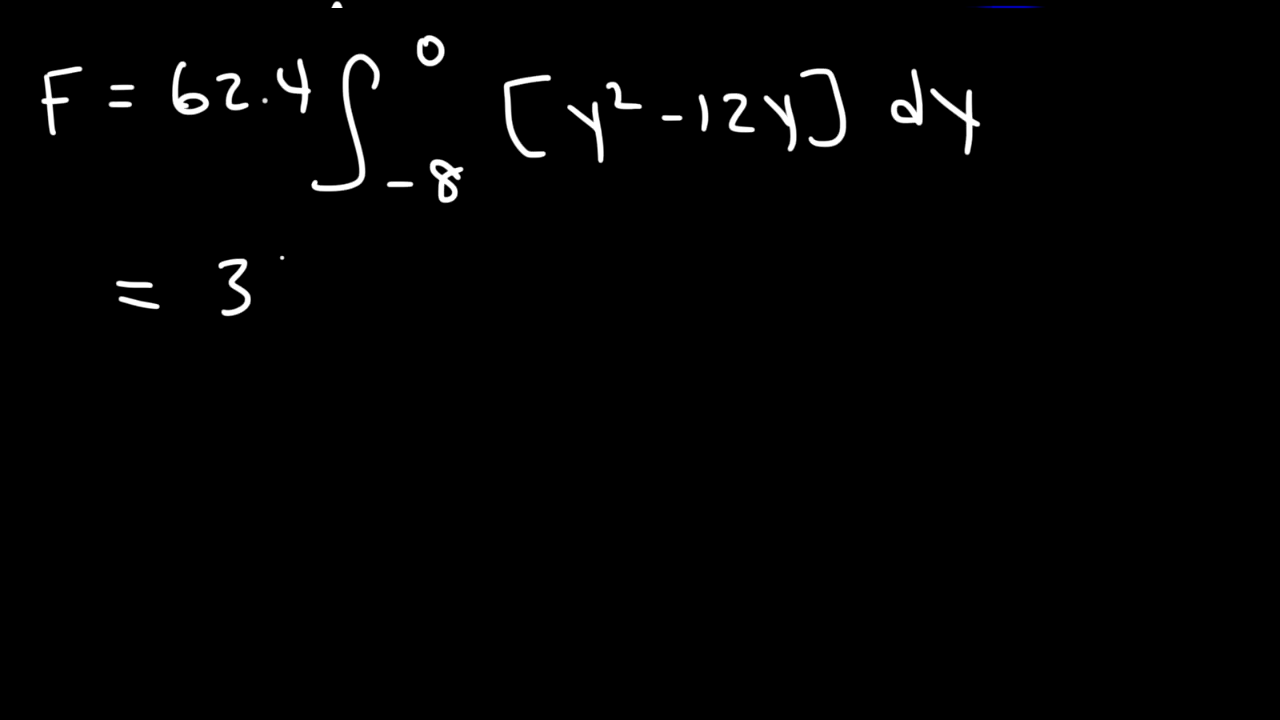 F = 62.4 ∫_{-8}^{0} [y² - 12y] dy
= 3